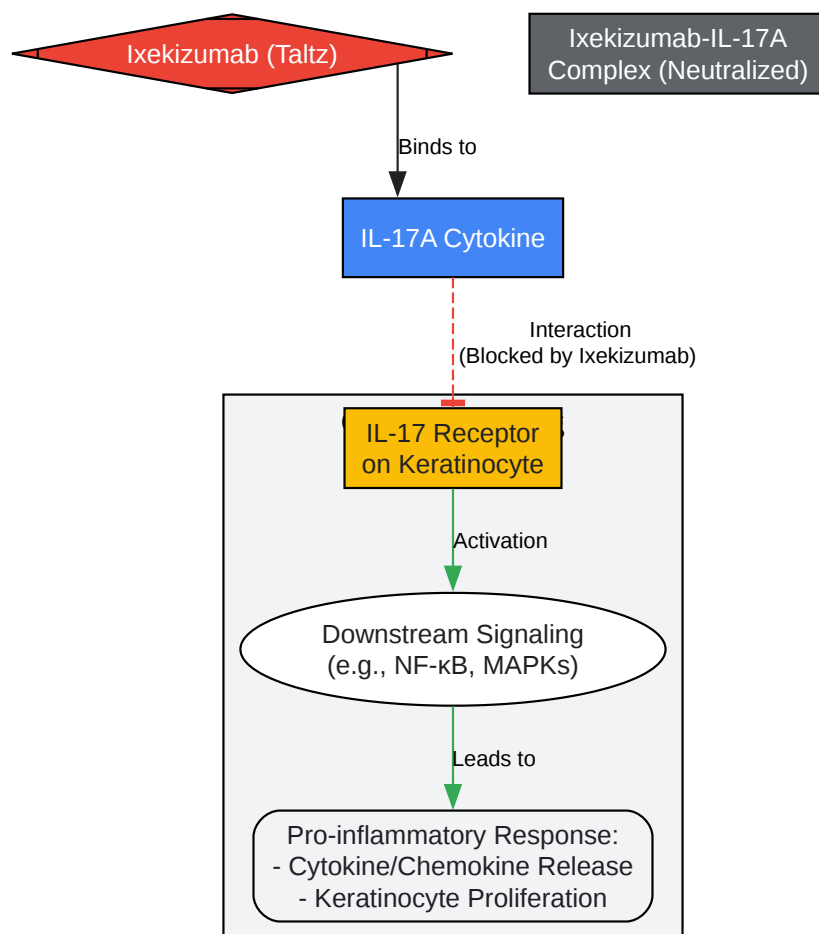 Ixekizumab (Taltz)
Ixekizumab-IL-17A
Complex (Neutralized)
Binds to
IL-17A Cytokine
Interaction
(Blocked by Ixekizumab)
IL-17 Receptor
on Keratinocyte
Activation
Downstream Signaling
(e.g., NF-κB, MAPKs)
Leads to
Pro-inflammatory Response:
- Cytokine/Chemokine Release
- Keratinocyte Proliferation